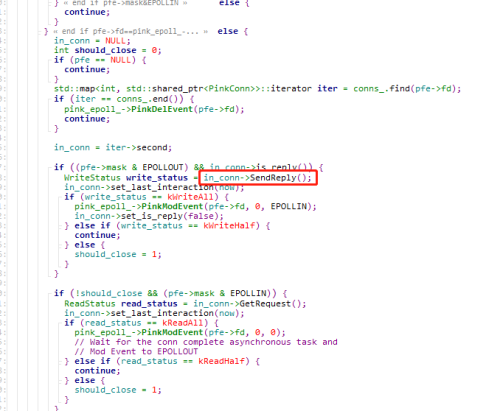 } « end if pfe->mask&EPOLLIN » else {
continue;
}
} « end if pfe->fd==pink_epoll_-... » else {
in_conn = NULL;
int should_close = 0;
if (pfe == NULL) {
continue;
}
std::map<int, std::shared_ptr<PinkConn>>::iterator iter = conns_.find(pfe->fd);
if (iter == conns_.end()) {
pink_epoll_->PinkDelEvent(pfe->fd);
continue;
}
in_conn = iter->second;
if ((pfe->mask & EPOLLOUT) && in_conn->is_reply()) {
WriteStatus write_status = in_conn->SendReply();
in_conn->set_last_interaction(now);
if (write_status == kWriteAll) {
pink_epoll_->PinkModEvent(pfe->fd, 0, EPOLLIN);
in_conn->set_is_reply(false);
} else if (write_status == kWriteHalf) {
continue;
} else {
should_close = 1;
}
}
if (!should_close && (pfe->mask & EPOLLIN)) {
ReadStatus read_status = in_conn->GetRequest();
in_conn->set_last_interaction(now);
if (read_status == kReadAll) {
pink_epoll_->PinkModEvent(pfe->fd, 0, 0);
// Wait for the conn complete asynchronous task and
// Mod Event to EPOLLOUT
} else if (read_status == kReadHalf) {
continue;
} else {
should_close = 1;
}
}